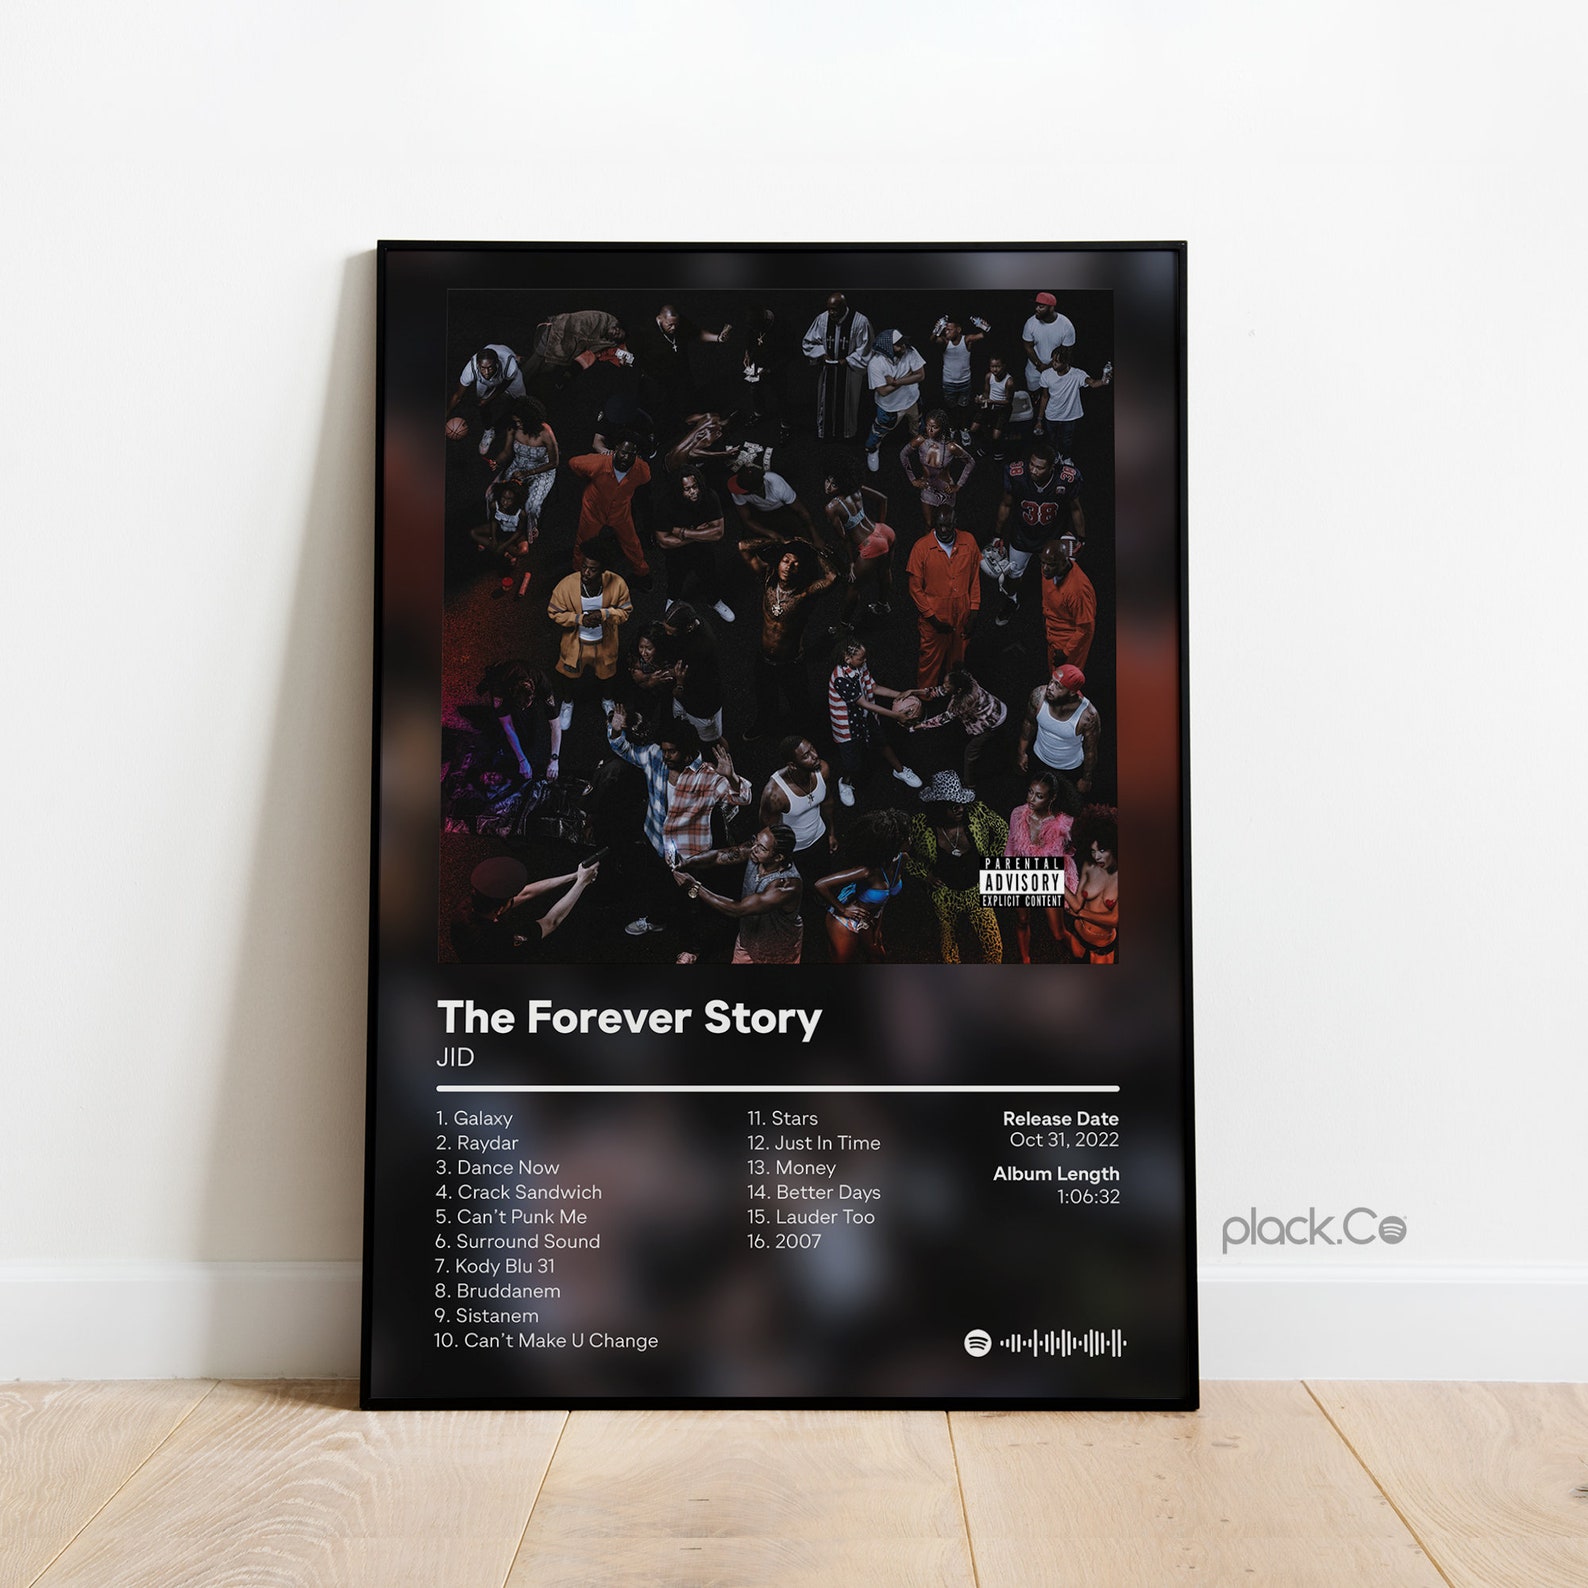 38
38
PARENTAL
ADVISORY
EXPLICIT CONTENT
The Forever Story
JID
1. Galaxy
2. Raydar
3. Dance Now
4. Crack Sandwich
5. Can't Punk Me
6. Surround Sound
7. Kody Blu 31
8. Bruddanem
9. Sistanem
10. Can't Make U Change
11. Stars
12. Just In Time
13. Money
14. Better Days
15. Lauder Too
16. 2007
Release Date
Oct 31, 2022
Album Length
1:06:32
plack.Co